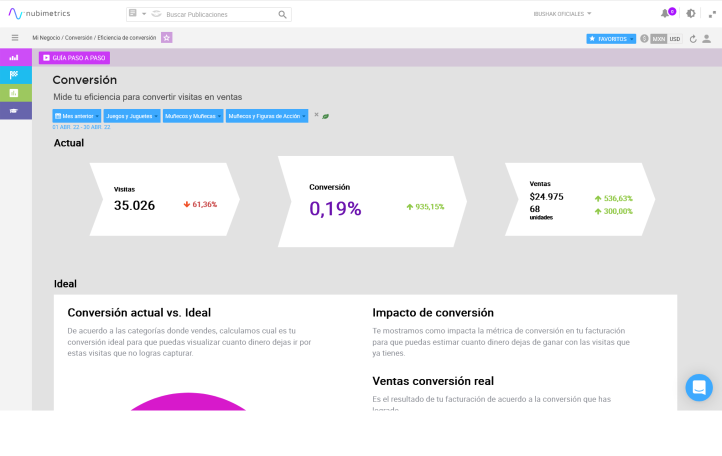 nubimetrics
Buscar Publicaciones
IBUSHAK OFICIALES
0
Mi Negocio / Conversión / Eficiencia de conversión
FAVORITOS
MXN USD
GUÍA PASO A PASO
Conversión
Mide tu eficiencia para convertir visitas en ventas
Mes anterior
Juegos y Juguetes
Muñecos y Muñecas
Muñecos y Figuras de Acción
01 ABR. 22 - 30 ABR. 22
Actual
Visitas
35.026
61,36%
Conversión
0,19%
935,15%
Ventas
$24.975
536,63%
68
300,00%
unidades
Ideal
Conversión actual vs. Ideal
De acuerdo a las categorías donde vendes, calculamos cual es tu
conversión ideal para que puedas visualizar cuanto dinero dejas ir por
estas visitas que no logras capturar.
Impacto de conversión
Te mostramos como impacta la métrica de conversión en tu facturación
para que puedas estimar cuanto dinero dejas de ganar con las visitas que
ya tienes.
Ventas conversión real
Es el resultado de tu facturación de acuerdo a la conversión que has
logrado